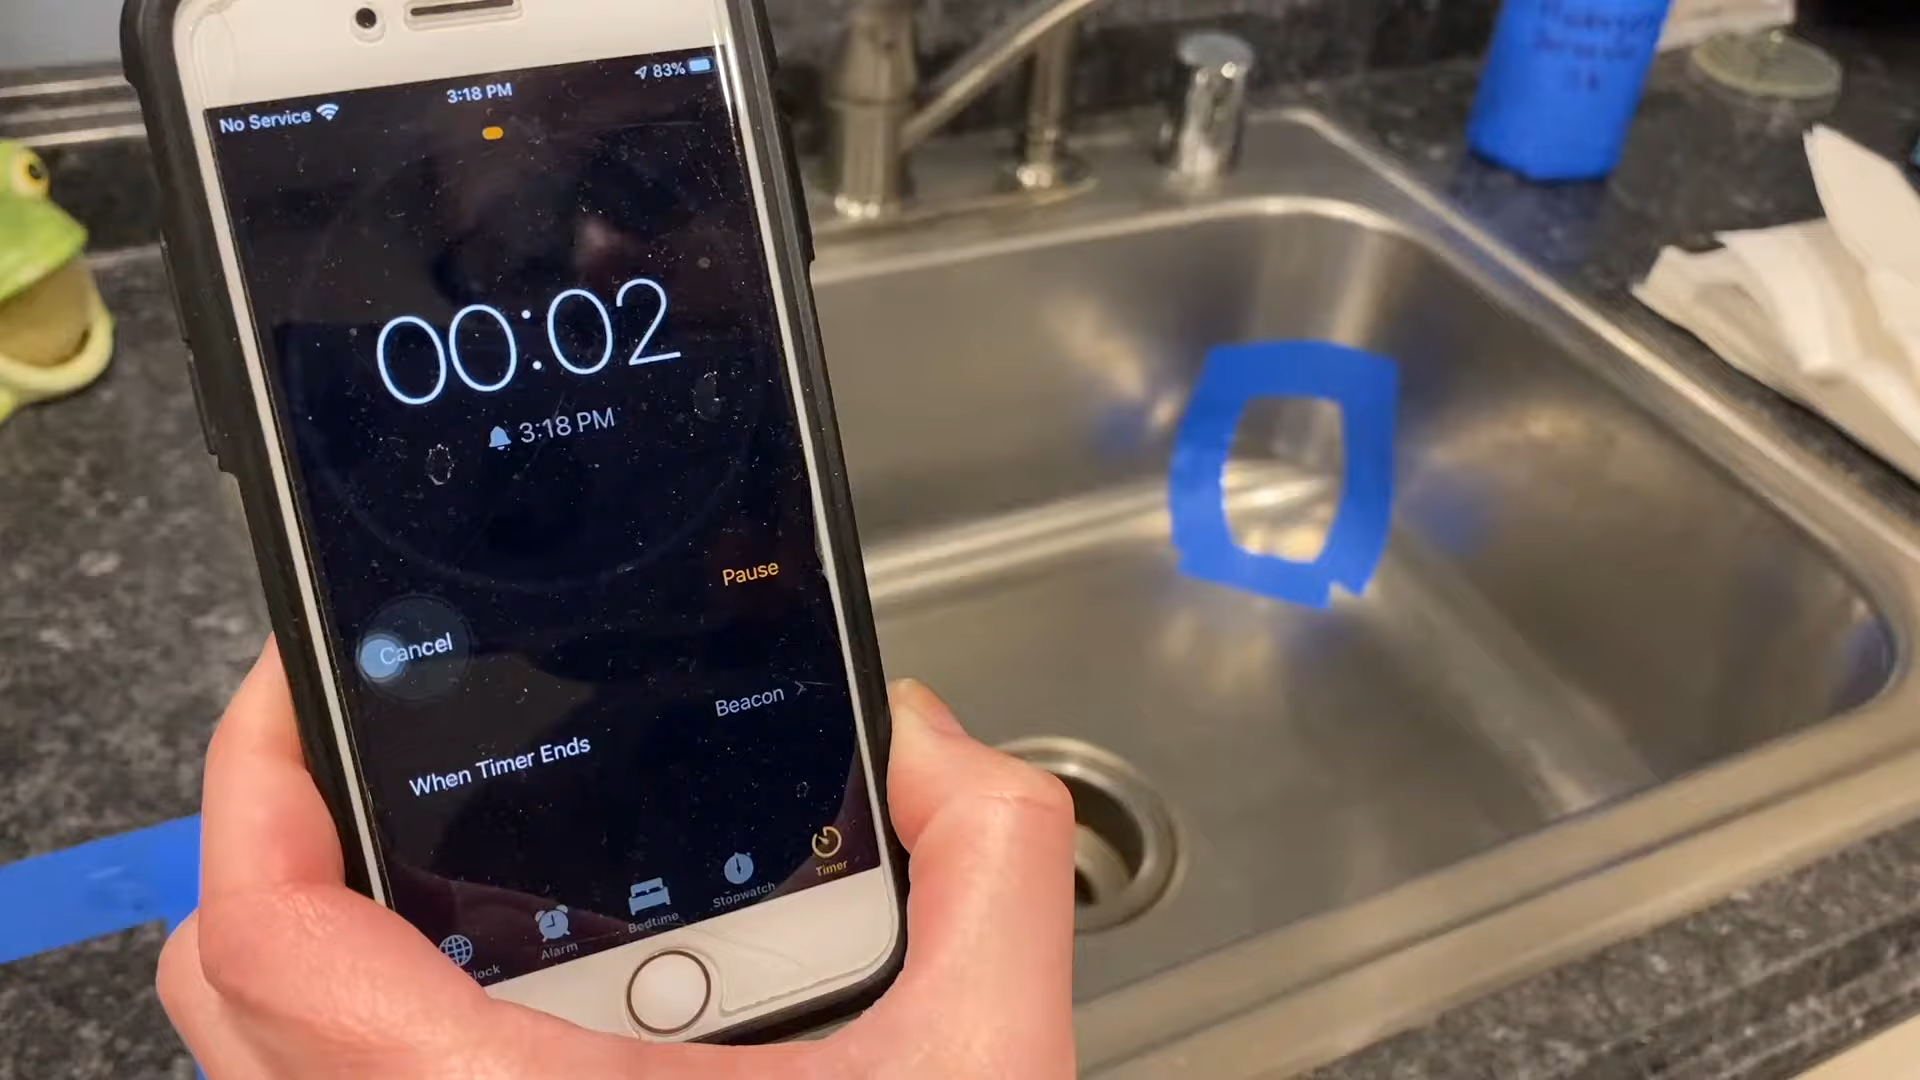 3:18 PM
83%
No Service
00:02
3:18 PM
Pause
Cancel
Beacon
When Timer Ends
Timer
Stopwatch
Bedtime
Alarm
lock